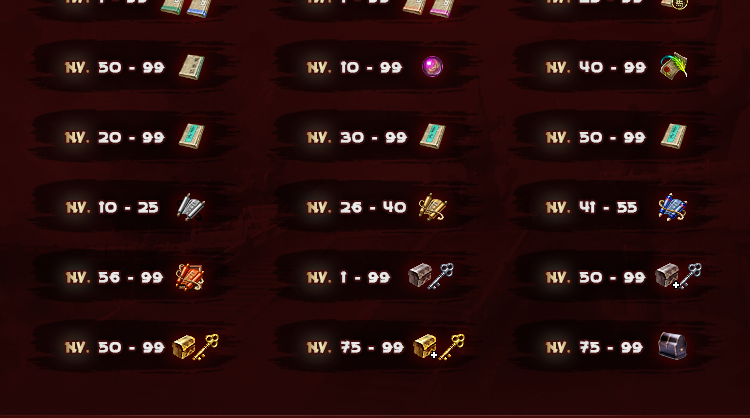 NV. 50 - 99 NV. 10 - 99 NV. 40 - 99
NV. 20 - 99 NV. 30 - 99 NV. 50 - 99
NV. 10 - 25 NV. 26 - 40 NV. 41 - 55
NV. 56 - 99 NV. 1 - 99 NV. 50 - 99
NV. 50 - 99 NV. 75 - 99 NV. 75 - 99